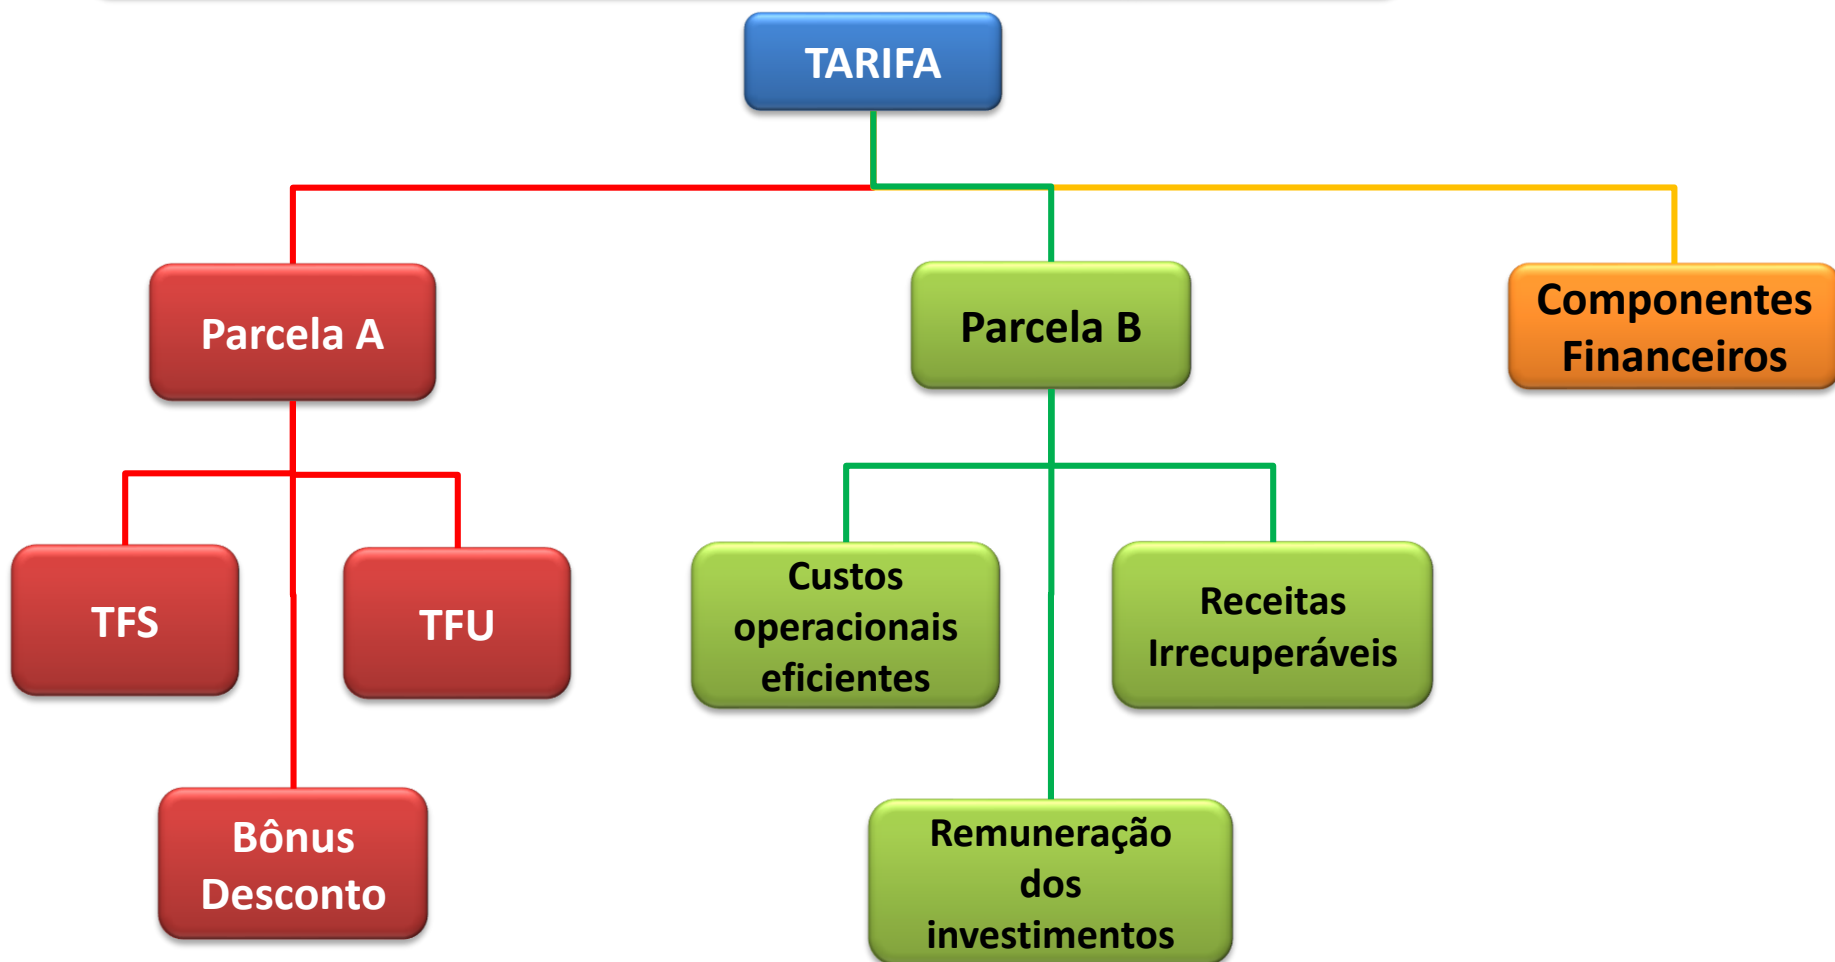 TARIFA
Parcela A
Parcela B
Componentes
Financeiros
TFS
TFU
Custos
operacionais
eficientes
Receitas
Irrecuperáveis
Bônus
Desconto
Remuneração
dos
investimentos